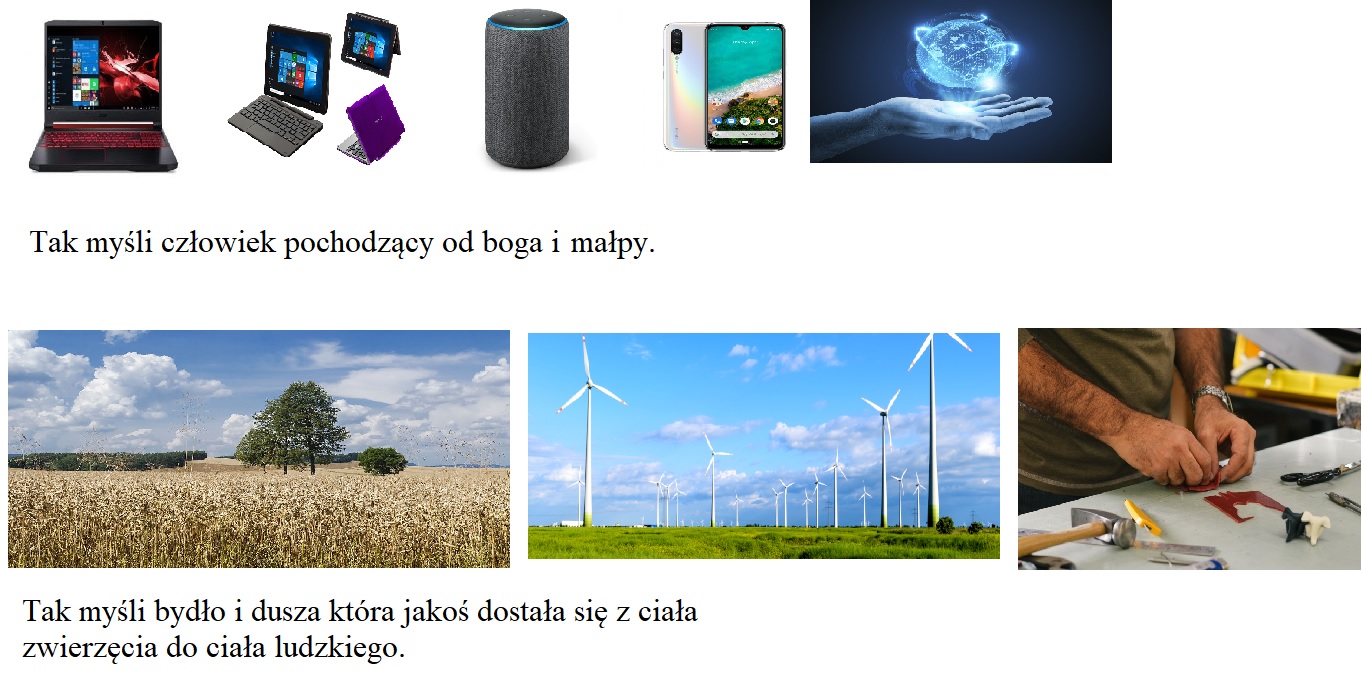 Tak myśli człowiek pochodzący od boga i małpy.
Tak myśli bydło i dusza która jakoś dostała się z ciała
zwierzęcia do ciała ludzkiego.